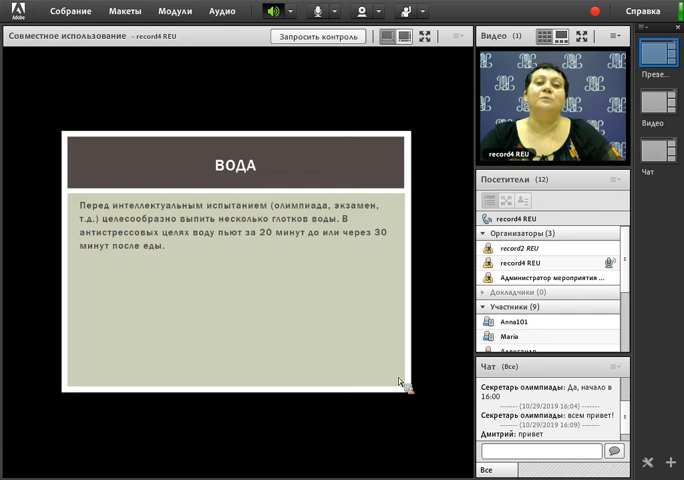 Собрание Макеты Модули Аудио Справка
Adobe
Совместное использование - record4 REU
Запросить контроль
ВОДА
Перед интеллектуальным испытанием (олимпиада, экзамен,
т.д.) целесообразно выпить несколько глотков воды. В
антистрессовых целях воду пьют за 20 минут до или через 30
минут после еды.
Видео (1)
record4 REU
Посетители (12)
record4 REU
Организаторы (3)
record2 REU
record4 REU
Администратор мероприятия ...
Докладчики (0)
Участники (9)
Anna101
Maria
Чат (Все)
Секретарь олимпиады: Да, начало в
16:00
------- (10/29/2019 16:04) -------
Секретарь олимпиады: всем привет!
------- (10/29/2019 16:09) -------
Дмитрий: привет
Все
Презе...
Видео
Чат